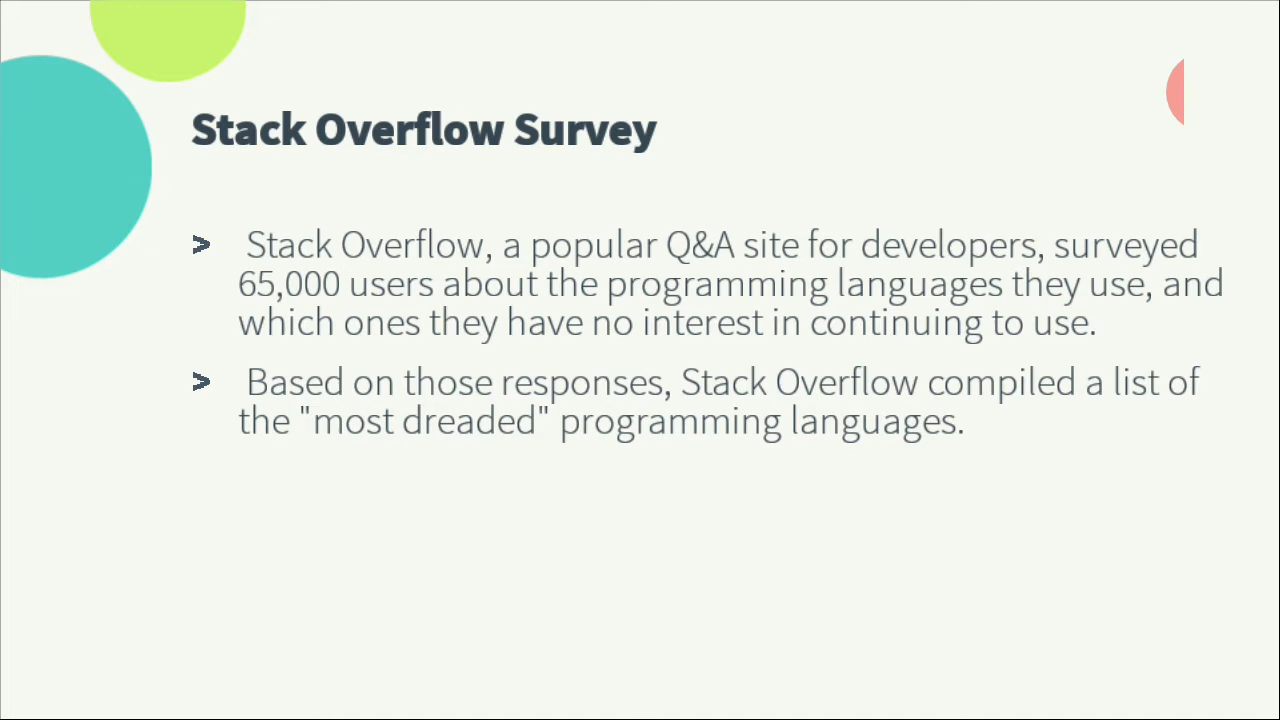 Stack Overflow Survey
> Stack Overflow, a popular Q&A site for developers, surveyed
65,000 users about the programming languages they use, and
which ones they have no interest in continuing to use.
> Based on those responses, Stack Overflow compiled a list of
the "most dreaded" programming languages.